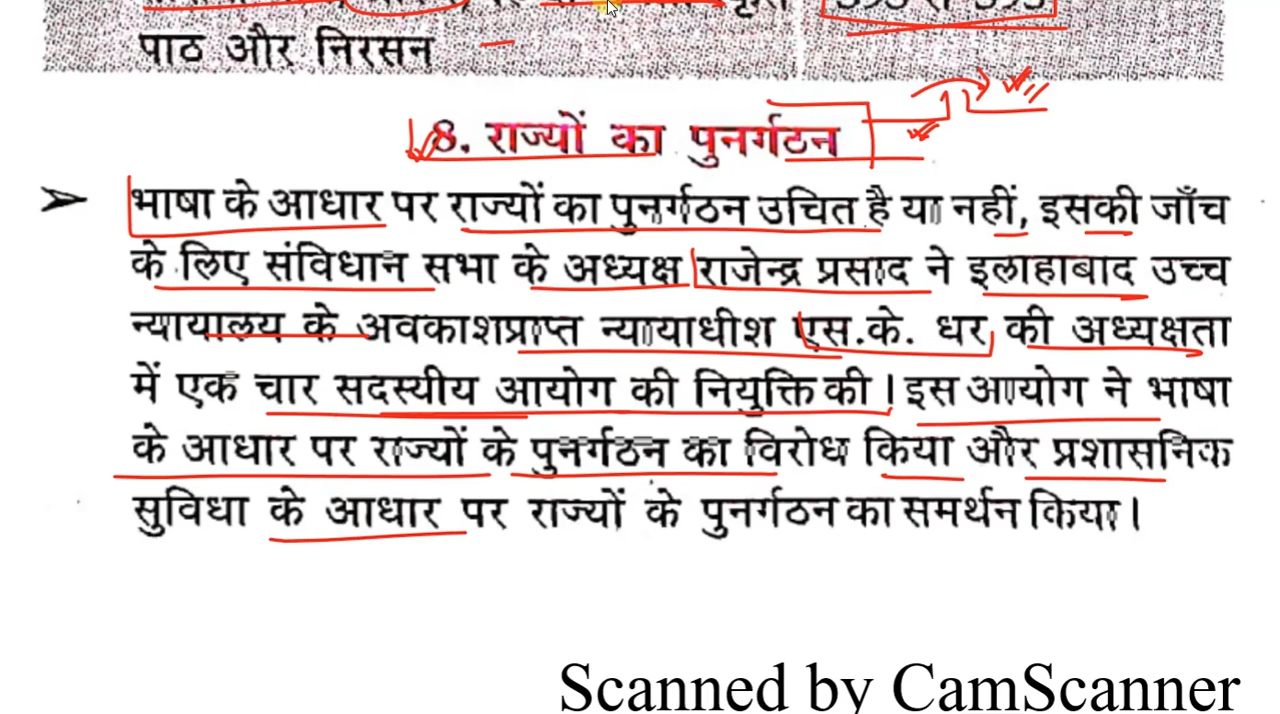 पाठ और निरसन
8. राज्यों का पुनर्गठन
➢ भाषा के आधार पर राज्यों का पुनर्गठन उचित है या नहीं, इसकी जाँच
के लिए संविधान सभा के अध्यक्ष राजेन्द्र प्रसाद ने इलाहाबाद उच्च
न्यायालय के अवकाशप्राप्त न्यायाधीश एस.के. धर की अध्यक्षता
में एक चार सदस्यीय आयोग की नियुक्ति की। इस आयोग ने भाषा
के आधार पर राज्यों के पुनर्गठन का विरोध किया और प्रशासनिक
सुविधा के आधार पर राज्यों के पुनर्गठन का समर्थन किया।
Scanned by CamScanner